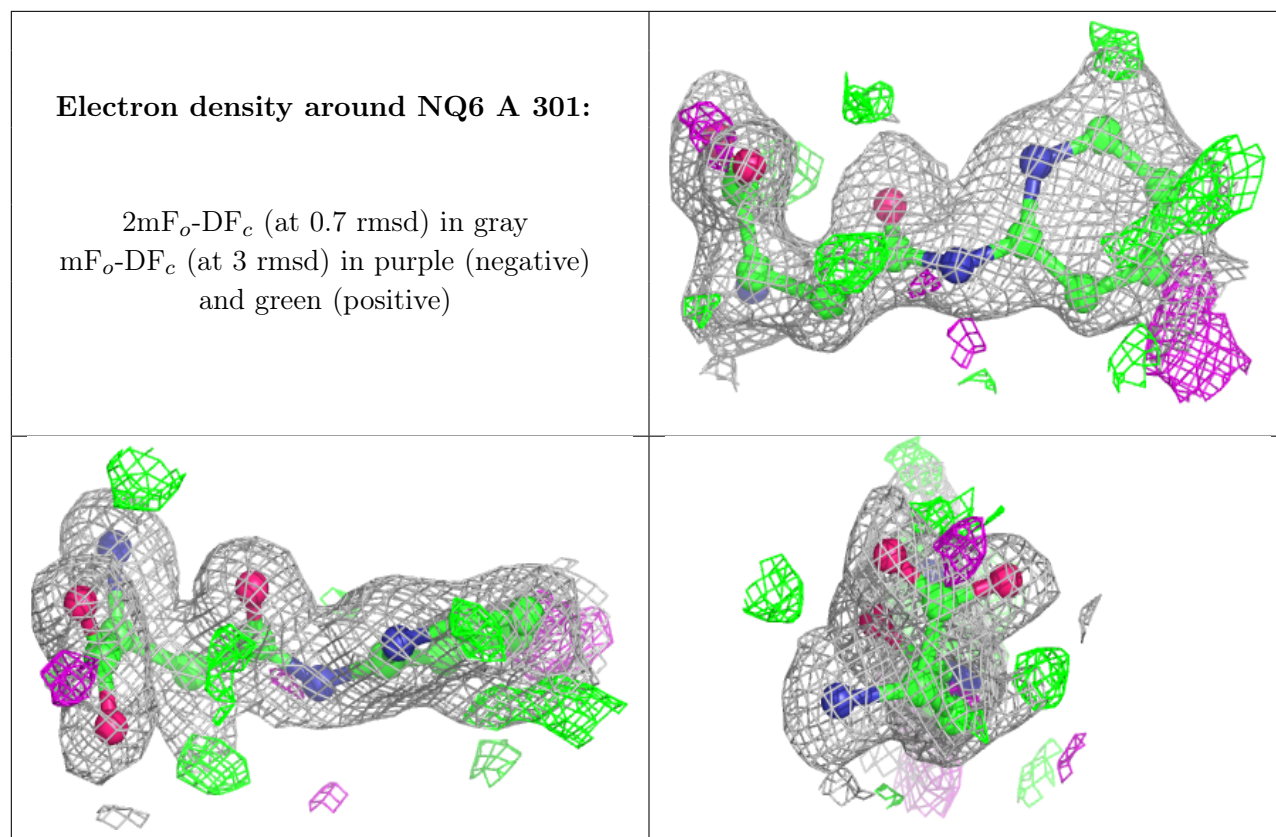 Electron density around NQ6 A 301:
2mFₒ-DF𝒸 (at 0.7 rmsd) in gray
mFₒ-DF𝒸 (at 3 rmsd) in purple (negative)
and green (positive)